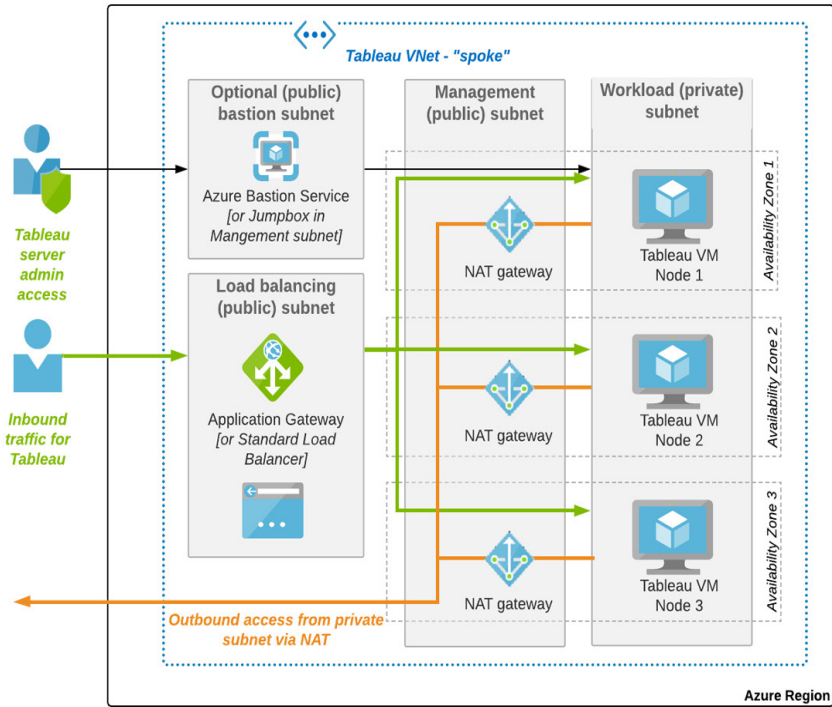 Tableau VNet - "spoke"
Optional (public)
bastion subnet
Azure Bastion Service
[or Jumpbox in
Mangement subnet]
Management
(public) subnet
Workload (private)
subnet
Tableau
server
admin
access
Load balancing
(public) subnet
Application Gateway
[or Standard Load
Balancer]
Inbound
traffic for
Tableau
NAT gateway
Tableau VM
Node 1
Availability Zone 1
NAT gateway
Tableau VM
Node 2
Availability Zone 2
NAT gateway
Tableau VM
Node 3
Availability Zone 3
Outbound access from private
subnet via NAT
Azure Region